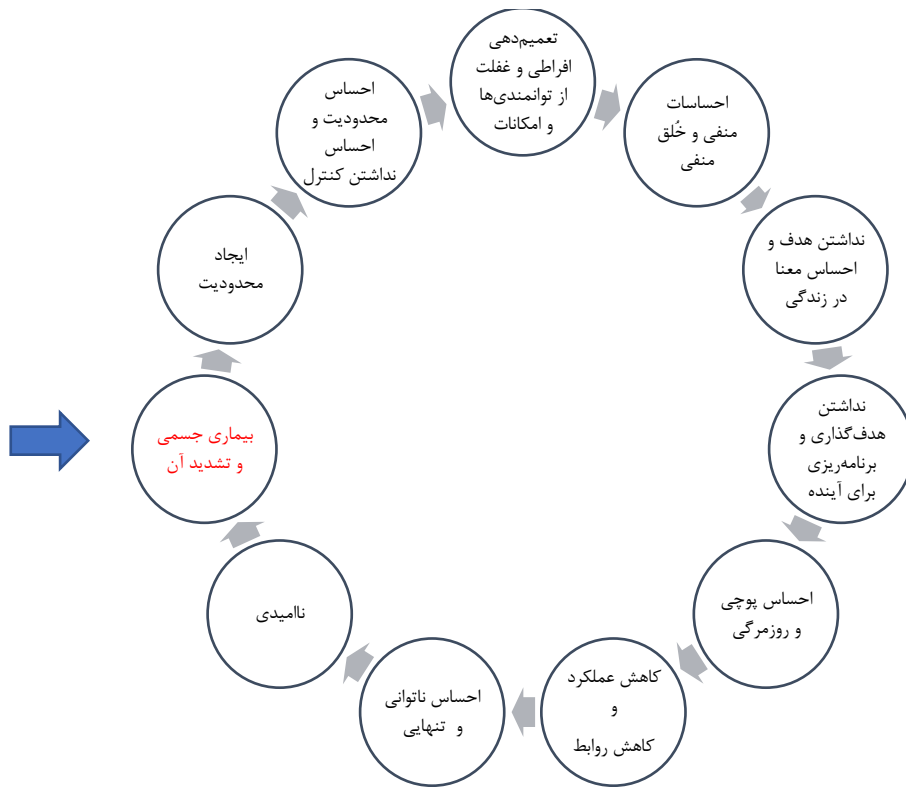 تعمیم‌دهی
افراطی و غفلت
از توانمندی‌ها
و امکانات
احساسات
منفی و خُلق
منفی
نداشتن هدف و
احساس معنا
در زندگی
نداشتن
هدف‌گذاری و
برنامه‌ریزی
برای آینده
احساس پوچی
و روزمرگی
کاهش عملکرد
و
کاهش روابط
احساس ناتوانی
و تنهایی
ناامیدی
بیماری جسمی
و تشدید آن
ایجاد
محدودیت
احساس
محدودیت و
احساس
نداشتن کنترل